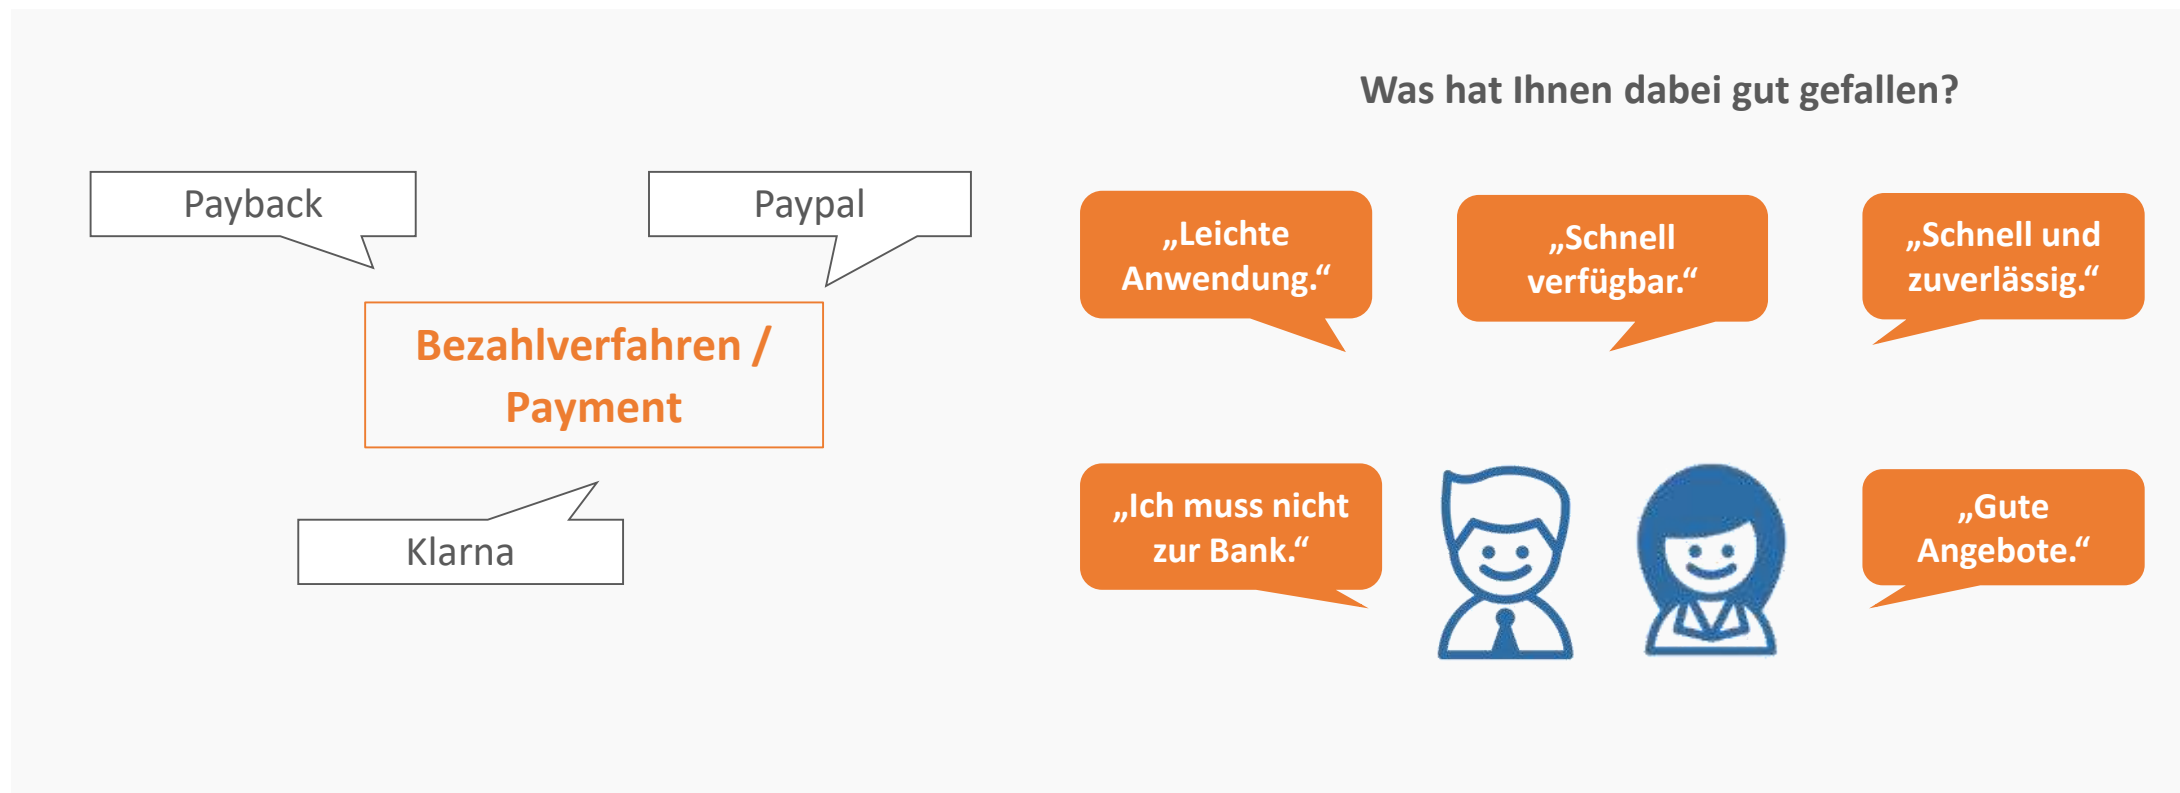 Was hat Ihnen dabei gut gefallen?
Payback
Paypal
Bezahlverfahren /
Payment
Klarna
„Leichte
Anwendung.“
„Schnell
verfügbar.“
„Schnell und
zuverlässig.“
„Ich muss nicht
zur Bank.“
„Gute
Angebote.“